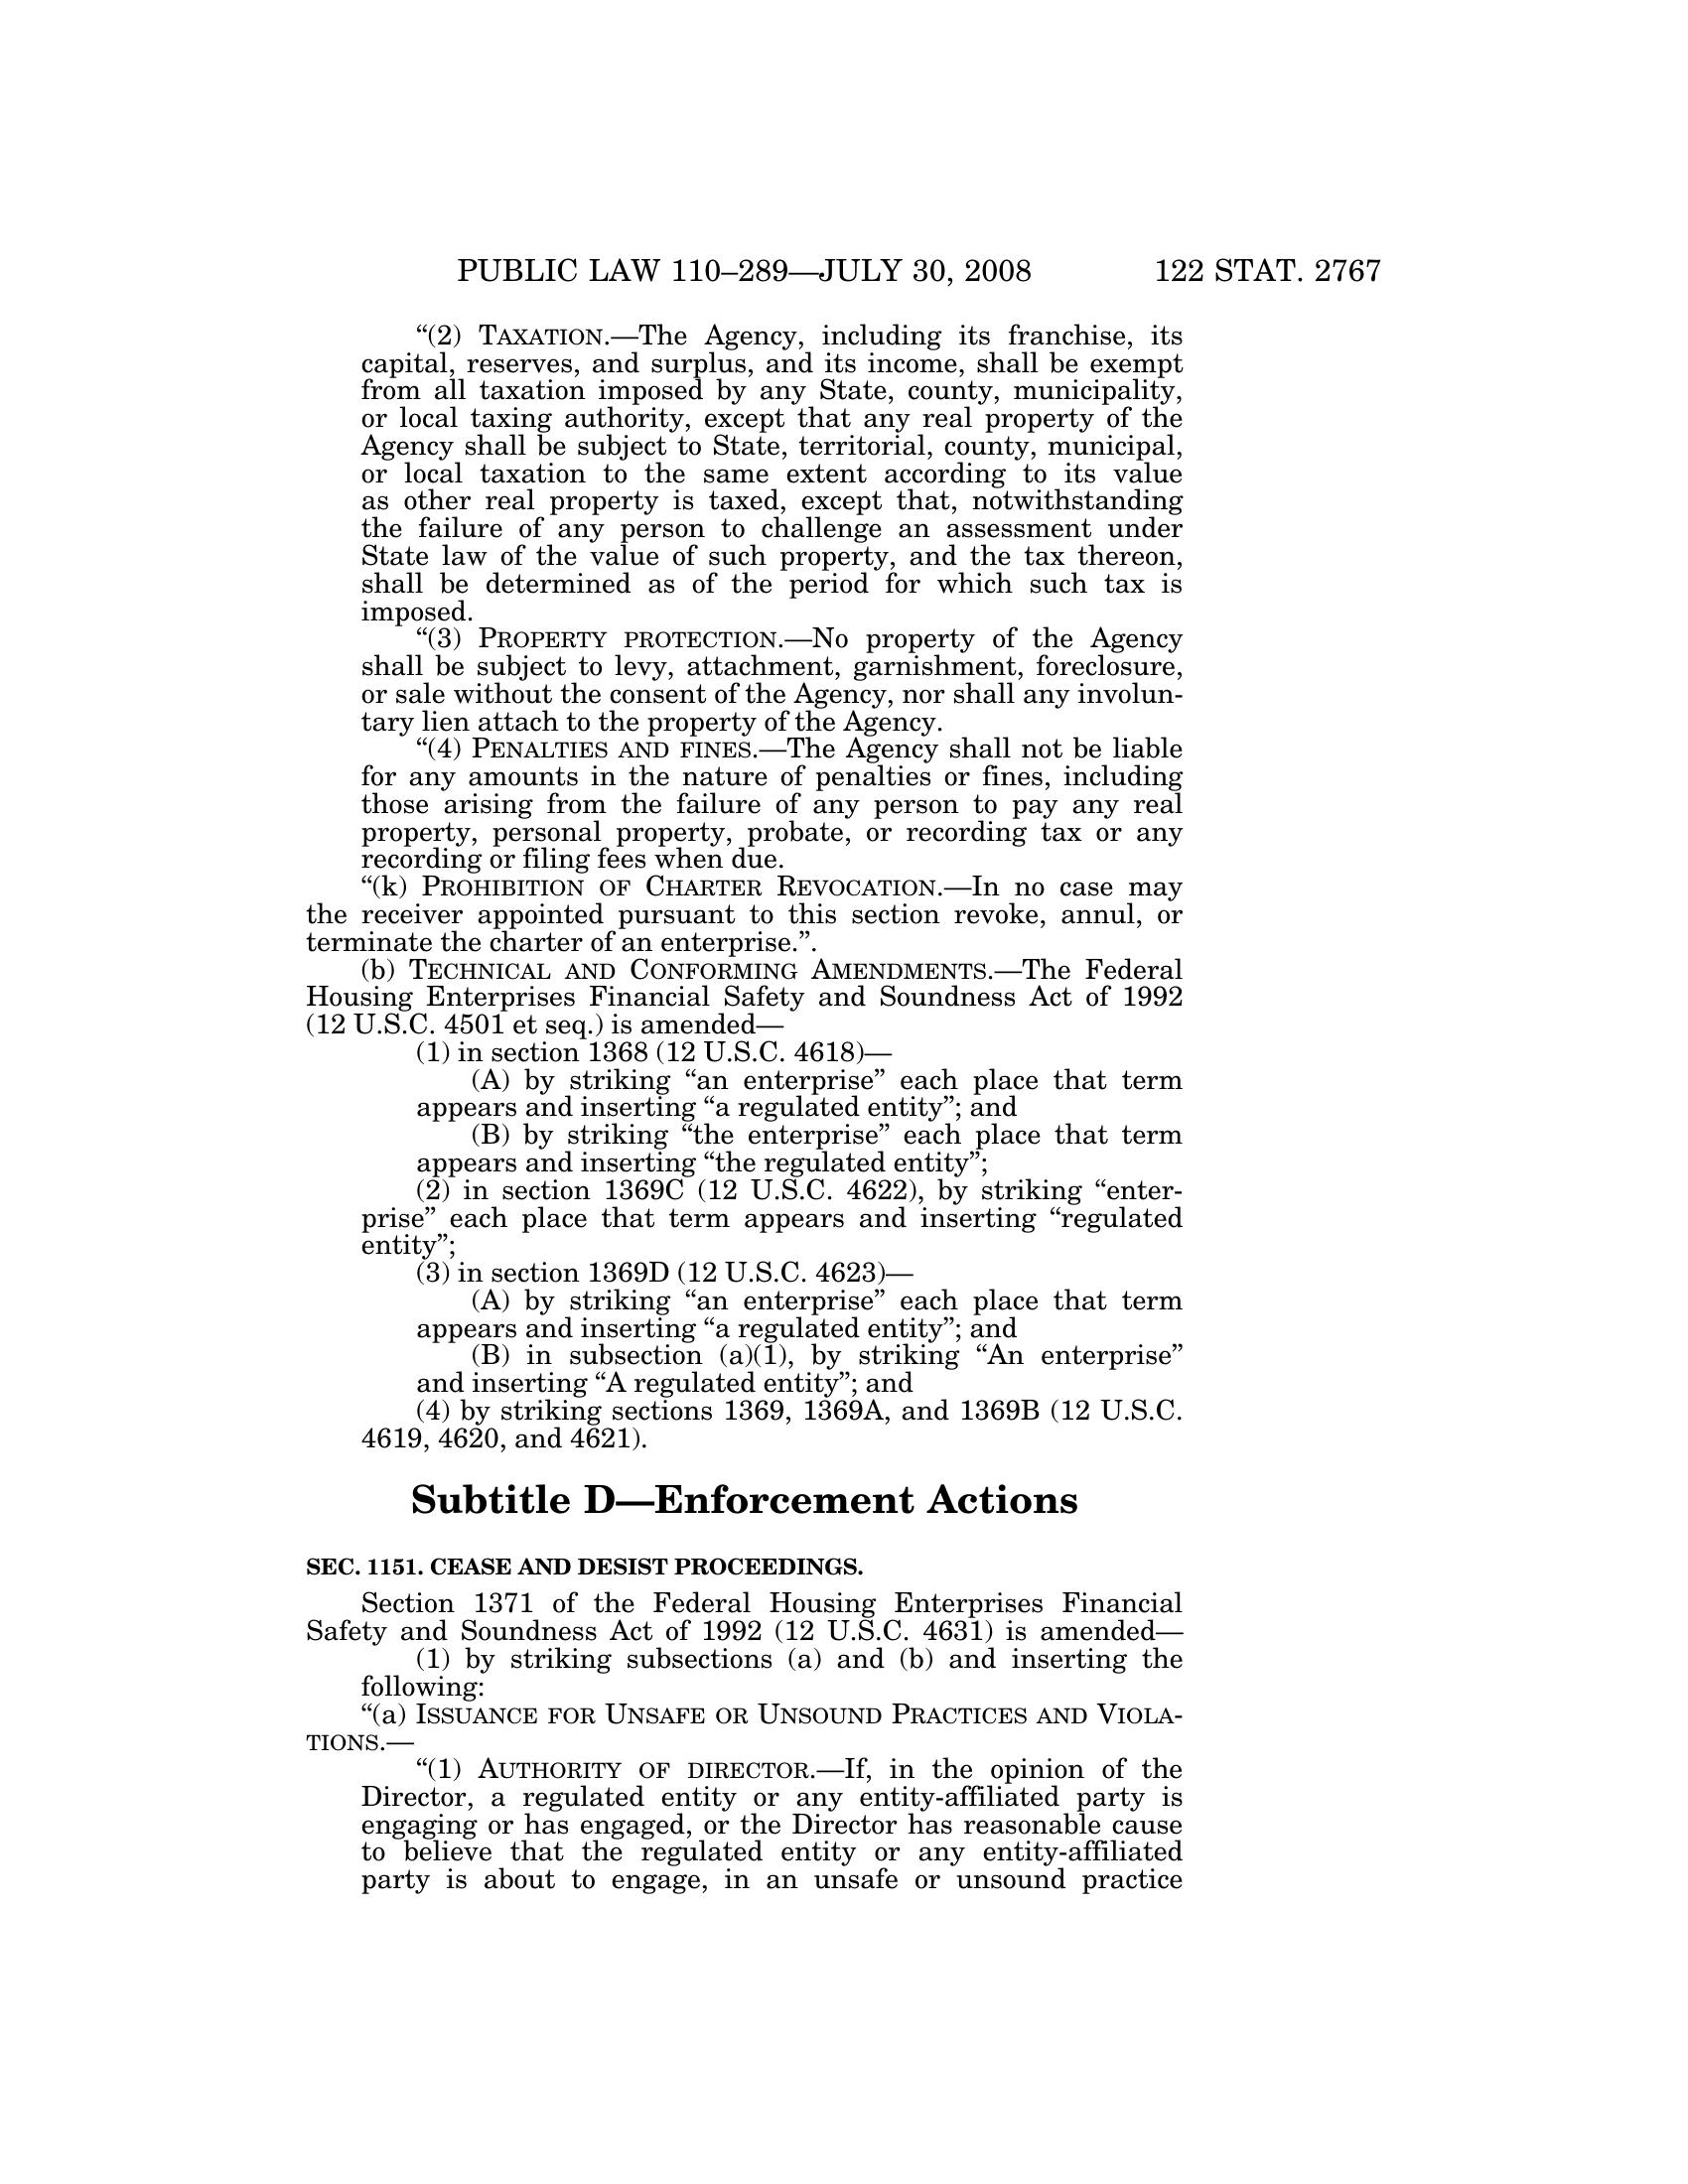 PUBLIC LAW 110–289—JULY 30, 2008 122 STAT. 2767
“(2) TAXATION.—The Agency, including its franchise, its
capital, reserves, and surplus, and its income, shall be exempt
from all taxation imposed by any State, county, municipality,
or local taxing authority, except that any real property of the
Agency shall be subject to State, territorial, county, municipal,
or local taxation to the same extent according to its value
as other real property is taxed, except that, notwithstanding
the failure of any person to challenge an assessment under
State law of the value of such property, and the tax thereon,
shall be determined as of the period for which such tax is
imposed.
“(3) PROPERTY PROTECTION.—No property of the Agency
shall be subject to levy, attachment, garnishment, foreclosure,
or sale without the consent of the Agency, nor shall any involun-
tary lien attach to the property of the Agency.
“(4) PENALTIES AND FINES.—The Agency shall not be liable
for any amounts in the nature of penalties or fines, including
those arising from the failure of any person to pay any real
property, personal property, probate, or recording tax or any
recording or filing fees when due.
“(k) PROHIBITION OF CHARTER REVOCATION.—In no case may
the receiver appointed pursuant to this section revoke, annul, or
terminate the charter of an enterprise.”.
(b) TECHNICAL AND CONFORMING AMENDMENTS.—The Federal
Housing Enterprises Financial Safety and Soundness Act of 1992
(12 U.S.C. 4501 et seq.) is amended—
(1) in section 1368 (12 U.S.C. 4618)—
(A) by striking “an enterprise” each place that term
appears and inserting “a regulated entity”; and
(B) by striking “the enterprise” each place that term
appears and inserting “the regulated entity”;
(2) in section 1369C (12 U.S.C. 4622), by striking “enter-
prise” each place that term appears and inserting “regulated
entity”;
(3) in section 1369D (12 U.S.C. 4623)—
(A) by striking “an enterprise” each place that term
appears and inserting “a regulated entity”; and
(B) in subsection (a)(1), by striking “An enterprise”
and inserting “A regulated entity”; and
(4) by striking sections 1369, 1369A, and 1369B (12 U.S.C.
4619, 4620, and 4621).
Subtitle D—Enforcement Actions
SEC. 1151. CEASE AND DESIST PROCEEDINGS.
Section 1371 of the Federal Housing Enterprises Financial
Safety and Soundness Act of 1992 (12 U.S.C. 4631) is amended—
(1) by striking subsections (a) and (b) and inserting the
following:
“(a) ISSUANCE FOR UNSAFE OR UNSOUND PRACTICES AND VIOLA-
TIONS.—
“(1) AUTHORITY OF DIRECTOR.—If, in the opinion of the
Director, a regulated entity or any entity-affiliated party is
engaging or has engaged, or the Director has reasonable cause
to believe that the regulated entity or any entity-affiliated
party is about to engage, in an unsafe or unsound practice